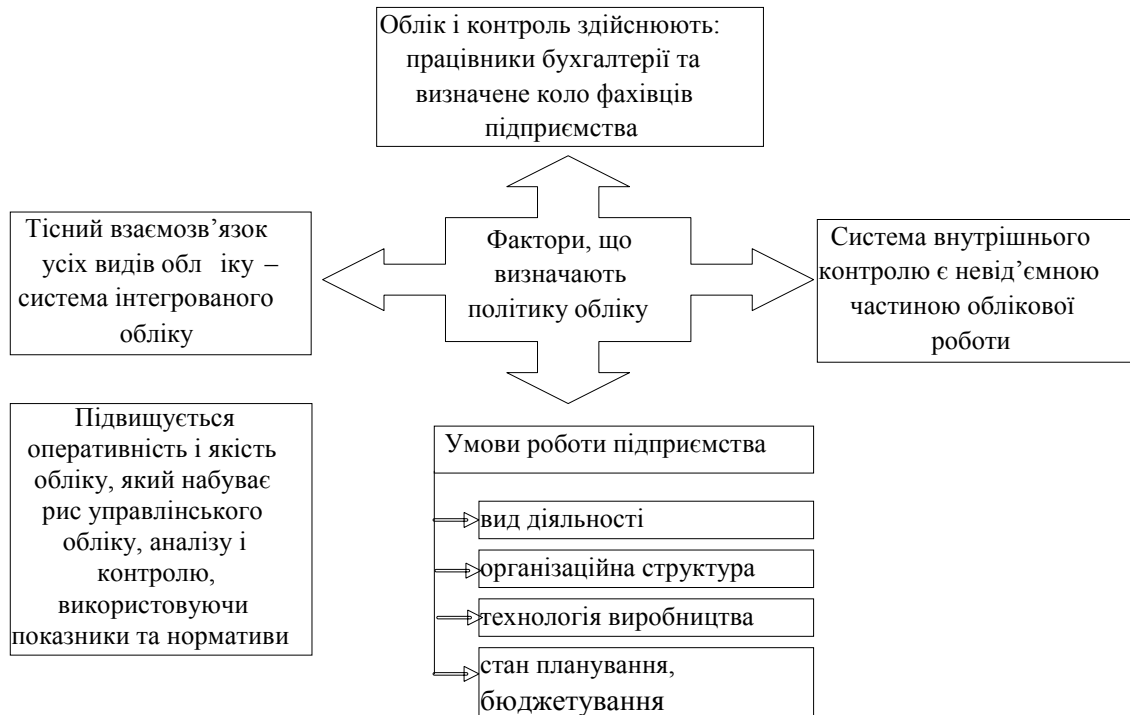 Облік і контроль здійснюють:
працівники бухгалтерії та
визначене коло фахівців
підприємства
Тісний взаємозв’язок
усіх видів обл іку –
система інтегрованого
обліку
Фактори, що
визначають
політику обліку
Система внутрішнього
контролю є невід’ємною
частиною облікової
роботи
Підвищується
оперативність і якість
обліку, який набуває
рис управлінського
обліку, аналізу і
контролю,
використовуючи
показники та нормативи
Умови роботи підприємства
вид діяльності
організаційна структура
технологія виробництва
стан планування,
бюджетування